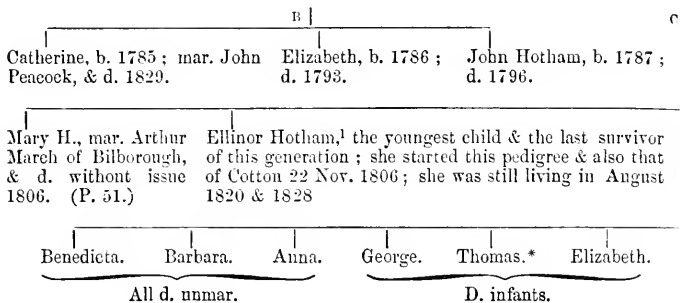 B C
Catherine, b. 1785 ; mar. John Peacock, & d. 1829.
Elizabeth, b. 1786 ; d. 1793.
John Hotham, b. 1787 ; d. 1796.
Mary H., mar. Arthur
March of Bilborough,
& d. without issue
1806. (P. 51.)
Ellinor Hotham,¹ the youngest child & the last survivor
of this generation ; she started this pedigree & also that
of Cotton 22 Nov. 1806 ; she was still living in August
1820 & 1828
Benedicta. Barbara. Anna. George. Thomas.* Elizabeth.
All d. unmar. D. infants.